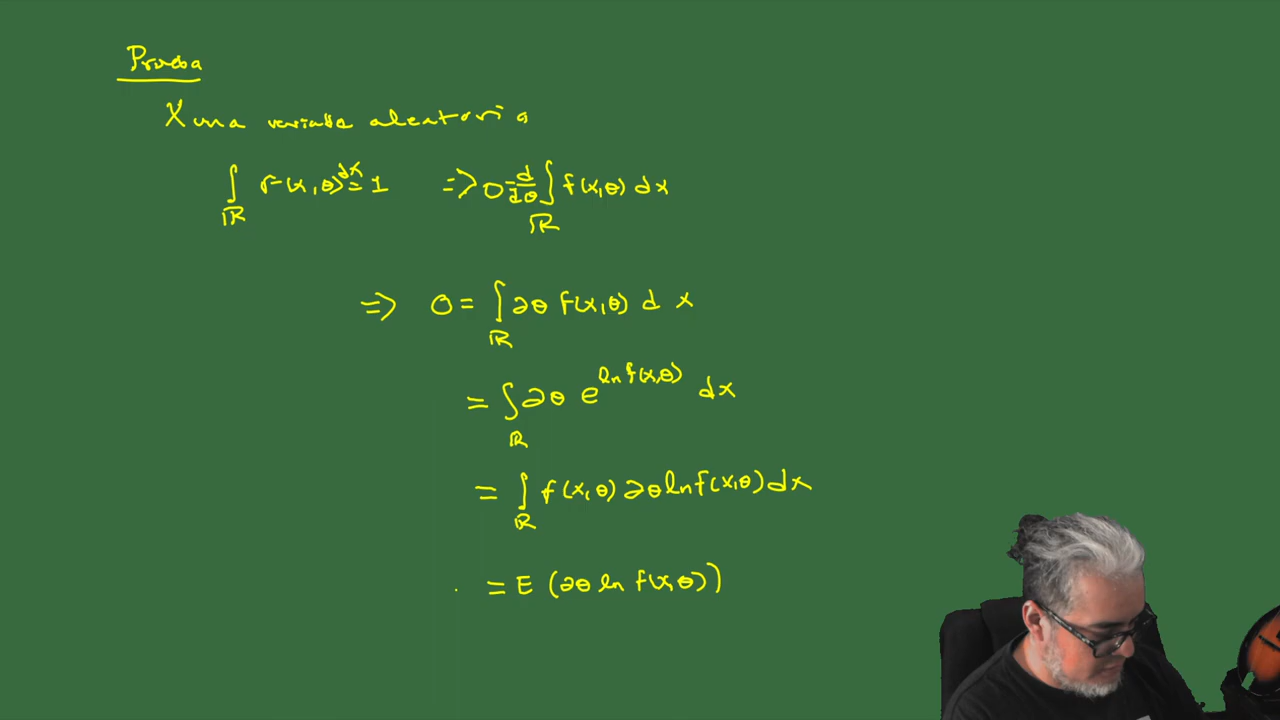 Prueba
X una variable aleatoria
∫_ℝ f(x,θ) dx = 1 => 0 = d/dθ ∫_ℝ f(x,θ) dx
=> 0 = ∫_ℝ ∂θ f(x,θ) dx
= ∫_ℝ ∂θ e^{ln f(x,θ)} dx
= ∫_ℝ f(x,θ) ∂θ ln f(x,θ) dx
= E (∂θ ln f(x,θ))